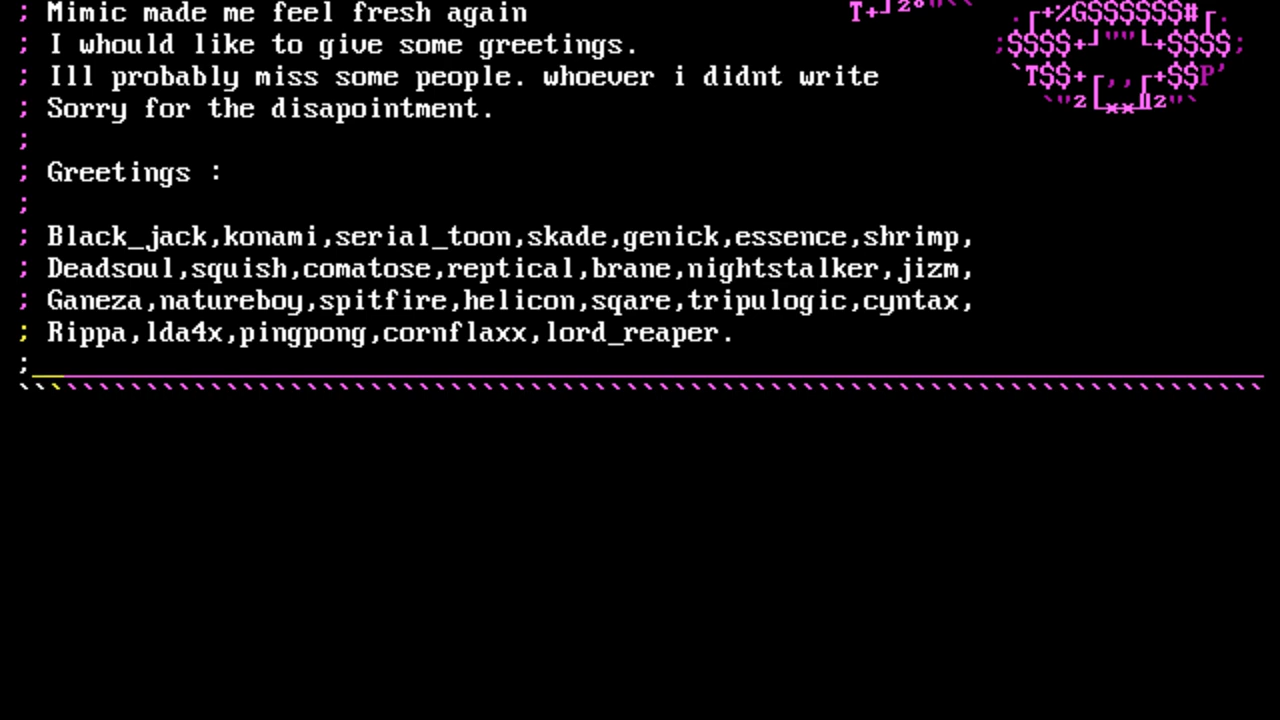 ; Mimic made me feel fresh again
; I whould like to give some greetings.
; Ill probably miss some people. whoever i didnt write
; Sorry for the disapointment.
;
; Greetings :
;
; Black_jack,konami,serial_toon,skade,genick,essence,shrimp,
; Deadsoul,squish,comatose,reptical,brane,nightstalker,jizm,
; Ganeza,natureboy,spitfire,helicon,sqare,tripulogic,cyntax,
; Rippa,lda4x,pingpong,cornflaxx,lord_reaper.
;